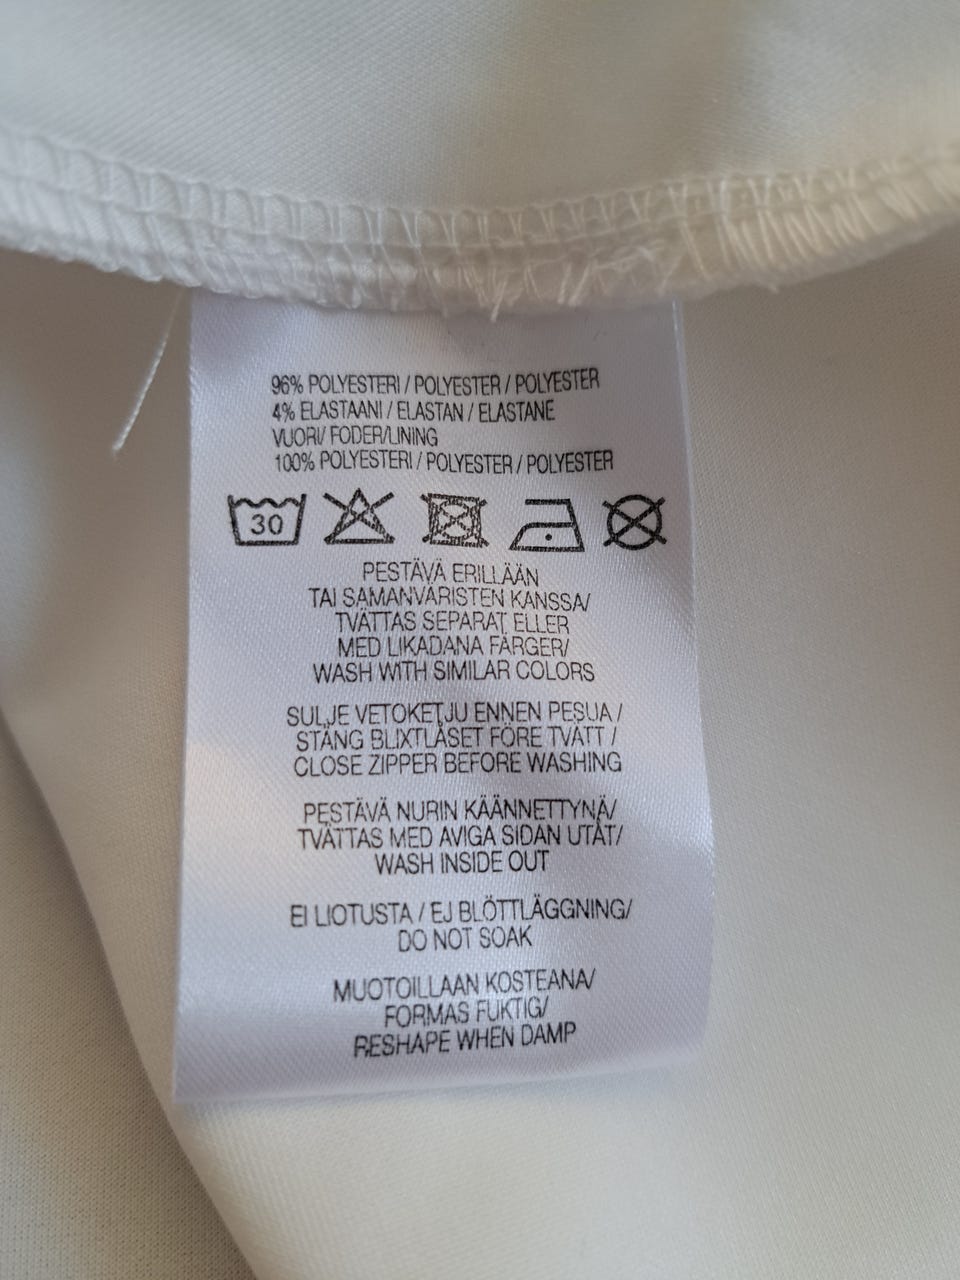 96% POLYESTERI / POLYESTER / POLYESTER
4% ELASTAANI / ELASTAN / ELASTANE
VUORI/ FODER/LINING
100% POLYESTERI / POLYESTER / POLYESTER
30
PESTÄVÄ ERILLÄÄN
TAI SAMANVÄRISTEN KANSSA/
TVÄTTAS SEPARAT ELLER
MED LIKADANA FÄRGER/
WASH WITH SIMILAR COLORS
SULJE VETOKETJU ENNEN PESUA /
STÄNG BLIXTLÅSET FÖRE TVÄTT /
CLOSE ZIPPER BEFORE WASHING
PESTÄVÄ NURIN KÄÄNNETTYNÄ/
TVÄTTAS MED AVIGA SIDAN UTÅT/
WASH INSIDE OUT
EI LIOTUSTA / EJ BLÖTTLÄGGNING/
DO NOT SOAK
MUOTOILLAAN KOSTEANA/
FORMAS FUKTIG/
RESHAPE WHEN DAMP